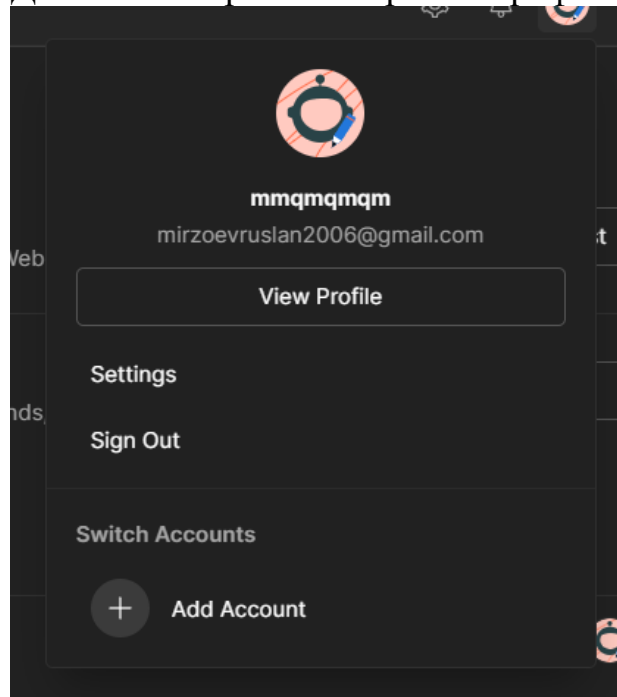 mmqmqmqm
mirzoevruslan2006@gmail.com
View Profile
Settings
Sign Out
Switch Accounts
Add Account